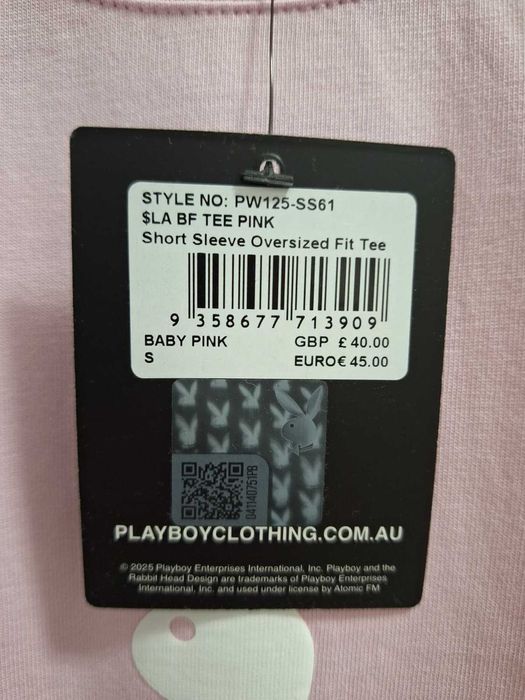 STYLE NO: PW125-SS61
$LA BF TEE PINK
Short Sleeve Oversized Fit Tee
9 358677 713909
BABY PINK GBP £ 40.00
S EURO€ 45.00
041140751PB
PLAYBOYCLOTHING.COM.AU
© 2025 Playboy Enterprises International, Inc. Playboy and the
Rabbit Head Design are trademarks of Playboy Enterprises
International, Inc. and used under license by Atomic FM